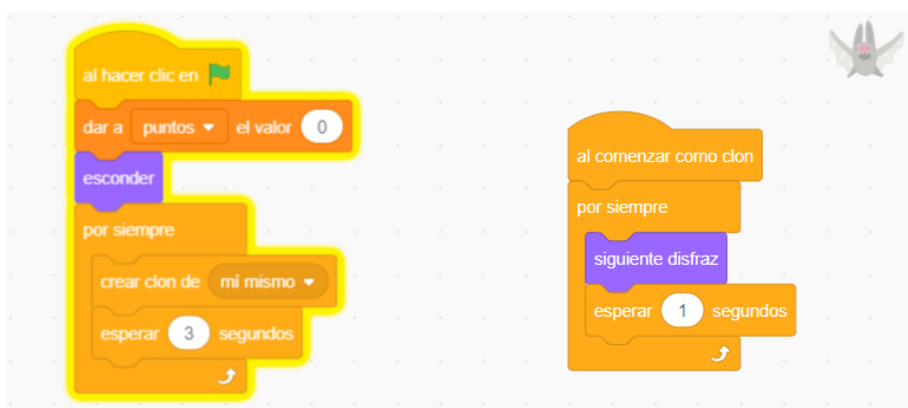 al hacer clic en
dar a puntos el valor 0
esconder
por siempre
crear clon de mí mismo
esperar 3 segundos
al comenzar como clon
por siempre
siguiente disfraz
esperar 1 segundos